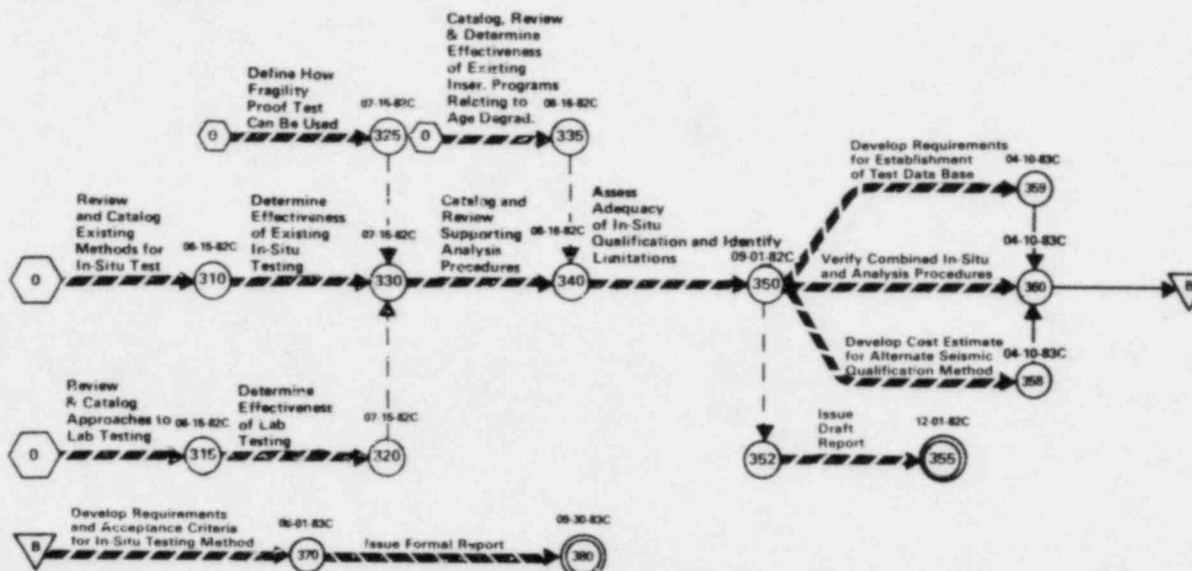 Catalog, Review
& Determine
Effectiveness
of Existing
Inser. Programs
Relating to
Age Degrad.
Define How
Fragility
Proof Test
Can Be Used
07-15-82C
08-16-82C
0
325
0
335
Develop Requirements
for Establishment
of Test Data Base
04-10-83C
359
Review
and Catalog
Existing
Methods for
In-Situ Test
06-15-82C
Determine
Effectiveness
of Existing
In-Situ
Testing
07-15-82C
Catalog and
Review
Supporting
Analysis
Procedures
08-16-82C
Assess
Adequacy
of In-Situ
Qualification and Identify
Limitations
09-01-82C
Verify Combined In-Situ
and Analysis Procedures
04-10-83C
0
310
330
340
350
360
B
Develop Cost Estimate
for Alternate Seismic
Qualification Method
04-10-83C
358
Review
& Catalog
Approaches to
Lab Testing
06-15-82C
Determine
Effectiveness
of Lab
Testing
07-15-82C
Issue
Draft
Report
12-01-82C
0
315
320
352
355
Develop Requirements
and Acceptance Criteria
for In-Situ Testing Method
06-01-83C
Issue Formal Report
09-30-83C
B
370
380